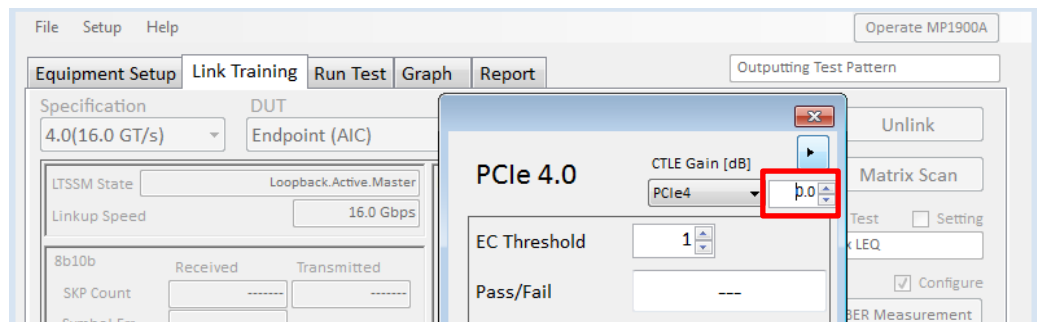 File Setup Help
Operate MP1900A
Equipment Setup Link Training Run Test Graph Report
Outputting Test Pattern
Specification DUT
4.0(16.0 GT/s) Endpoint (AIC)
Unlink
PCIe 4.0
CTLE Gain [dB]
PCIe4 0.0
Matrix Scan
LTSSM State Loopback.Active.Master
Linkup Speed 16.0 Gbps
Test Setting
LEQ
EC Threshold 1
8b10b Received Transmitted
Configure
SKP Count ------- -------
Pass/Fail ---
BER Measurement